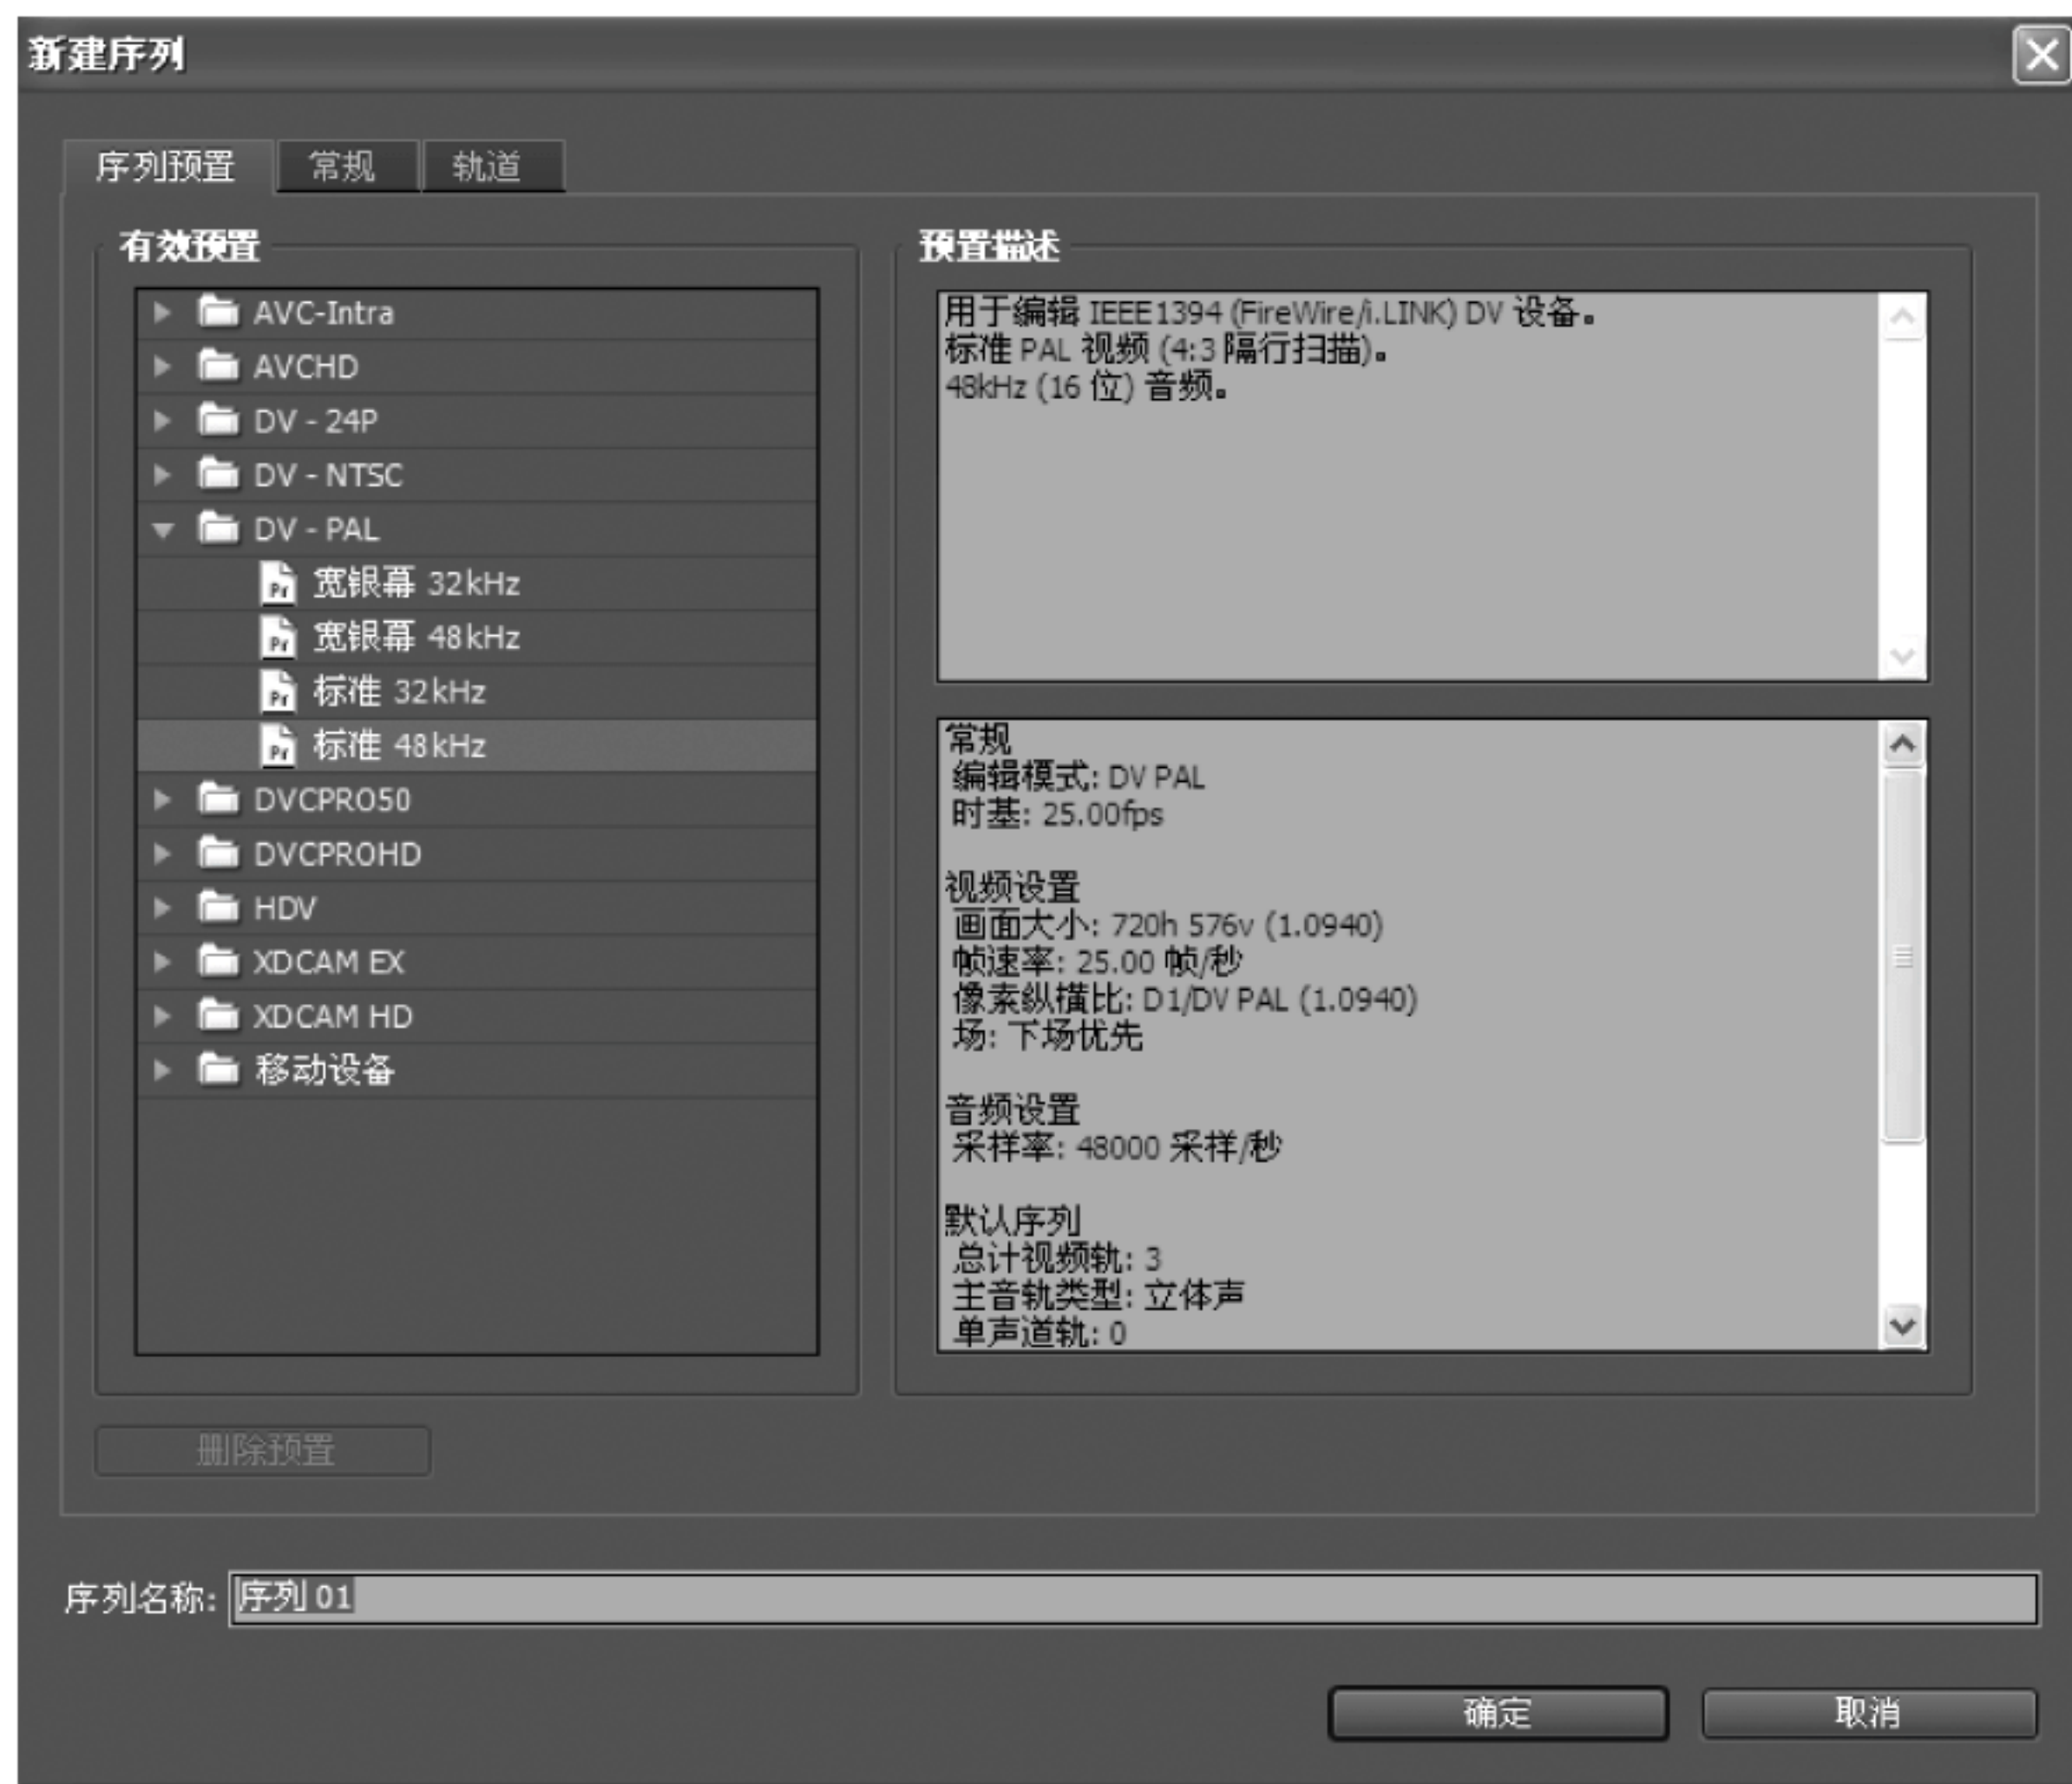 新建序列
序列预置 常规 轨道
有效预置
AVC-Intra
AVCHD
DV - 24P
DV - NTSC
DV - PAL
宽银幕 32kHz
宽银幕 48kHz
标准 32kHz
标准 48kHz
DVCPRO50
DVCPROHD
HDV
XDCAM EX
XDCAM HD
移动设备
删除预置
预置描述
用于编辑 IEEE1394 (FireWire/i.LINK) DV 设备。
标准 PAL 视频 (4:3 隔行扫描)。
48kHz (16 位) 音频。
常规
编辑模式: DV PAL
时基: 25.00fps
视频设置
画面大小: 720h 576v (1.0940)
帧速率: 25.00 帧/秒
像素纵横比: D1/DV PAL (1.0940)
场: 下场优先
音频设置
采样率: 48000 采样/秒
默认序列
总计视频轨: 3
主音轨类型: 立体声
单声道轨: 0
序列名称: 序列 01
确定 取消